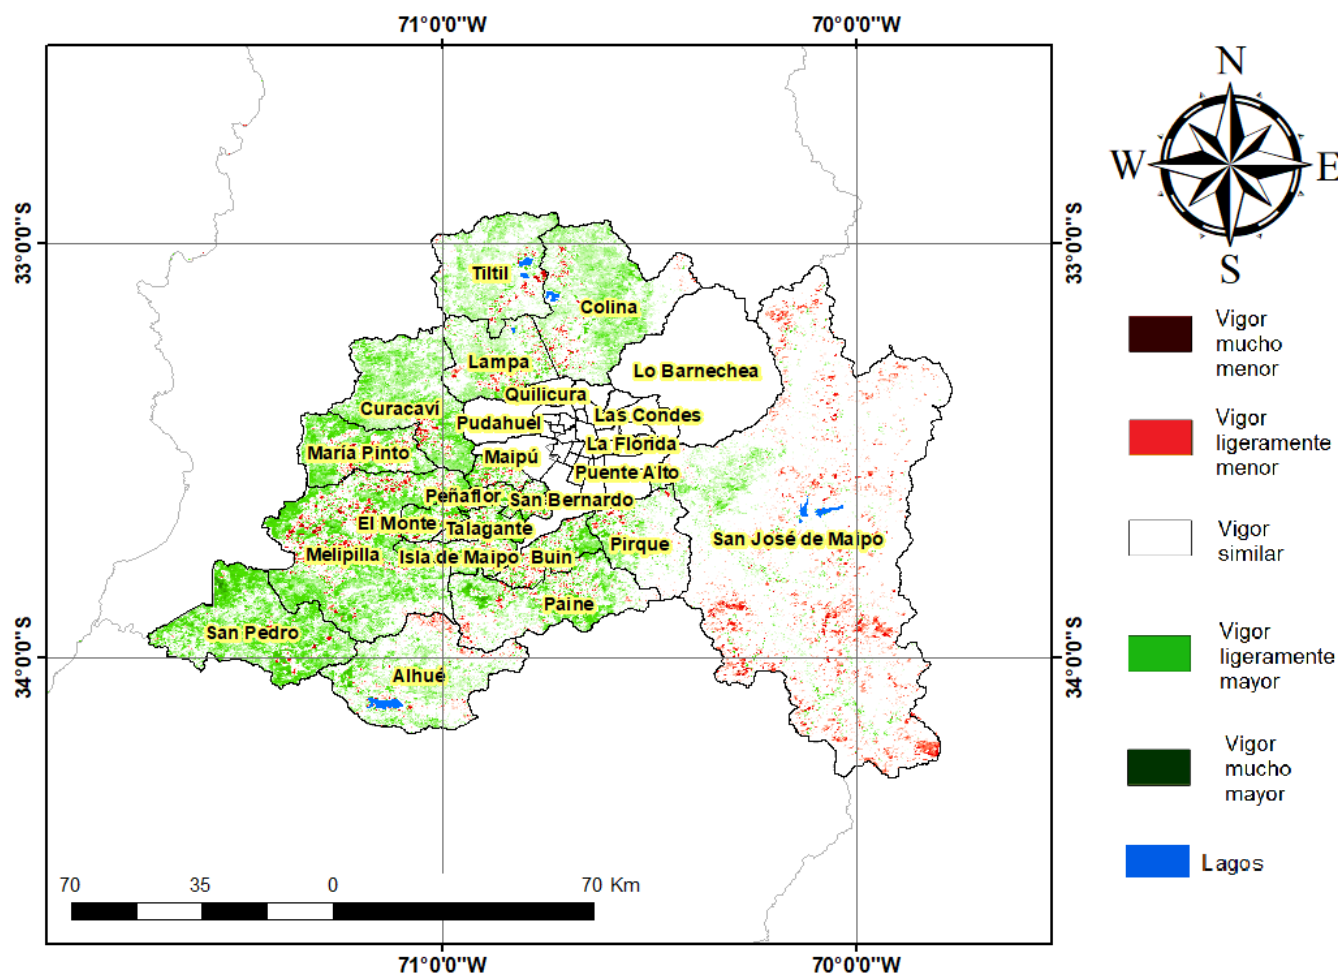 71°0'0"W 70°0'0"W
N
W E
S
33°0'0"S 33°0'0"S
Tiltil
Colina
Lampa
Lo Barnechea
Quilicura
Curacaví
Las Condes
Pudahuel
La Florida
María Pinto
Maipú
Puente Alto
Peñaflor
San Bernardo
El Monte
Talagante
San José de Maipo
Pirque
Melipilla
Isla de Maipo
Buin
Paine
San Pedro
34°0'0"S 34°0'0"S
Alhué
Vigor
mucho
menor
Vigor
ligeramente
menor
Vigor
similar
Vigor
ligeramente
mayor
Vigor
mucho
mayor
Lagos
70 35 0 70 Km
71°0'0"W 70°0'0"W